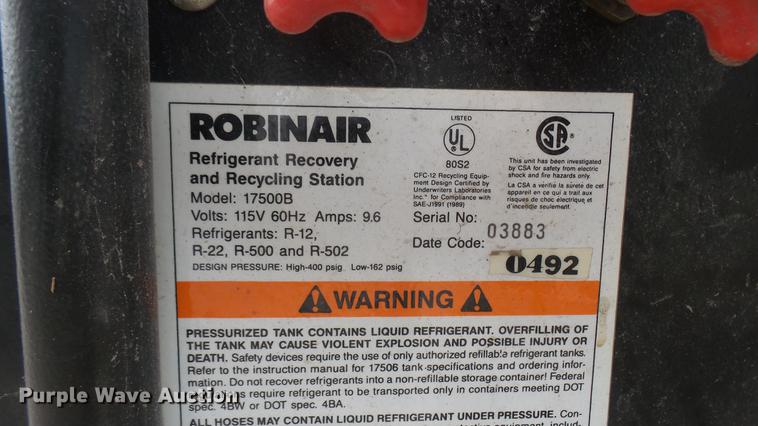 ROBINAIR
Refrigerant Recovery
and Recycling Station
Model: 17500B
Volts: 115V 60Hz Amps: 9.6
Refrigerants: R-12,
R-22, R-500 and R-502
DESIGN PRESSURE: High-400 psig Low-162 psig
LISTED
UL
80S2
CFC-12 Recycling Equip-
ment Design Certified by
Underwriters Laboratories
Inc.® for Compliance with
SAE-J1991 (1989)
SA
This unit has been investigated
by CSA for safety from electric
shock and fire hazards only.
La CSA a vérifié la sûreté de cet
appareil en ce qui a trait aux
risques de choc électrique et
d'incendie seulement.
Serial No: 03883
Date Code: 0492
WARNING
PRESSURIZED TANK CONTAINS LIQUID REFRIGERANT. OVERFILLING OF
THE TANK MAY CAUSE VIOLENT EXPLOSION AND POSSIBLE INJURY OR
DEATH. Safety devices require the use of only authorized refillable refrigerant tanks.
Refer to the instruction manual for 17506 tank specifications and ordering infor-
mation. Do not recover refrigerants into a non-refillable storage container! Federal
require refrigerant to be transported only in containers meeting DOT
spec. 4BW or DOT spec. 4BA.
ALL HOSES MAY CONTAIN LIQUID REFRIGERANT UNDER PRESSURE. Con-
equipment, includ-
Purple Wave Auction
© Purple Wave Auction